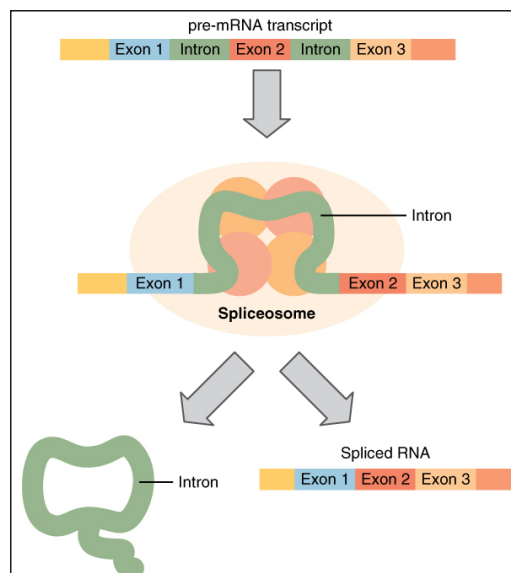 pre-mRNA transcript
Exon 1 Intron Exon 2 Intron Exon 3
Intron
Exon 1 Exon 2 Exon 3
Spliceosome
Spliced RNA
Intron
Exon 1 Exon 2 Exon 3